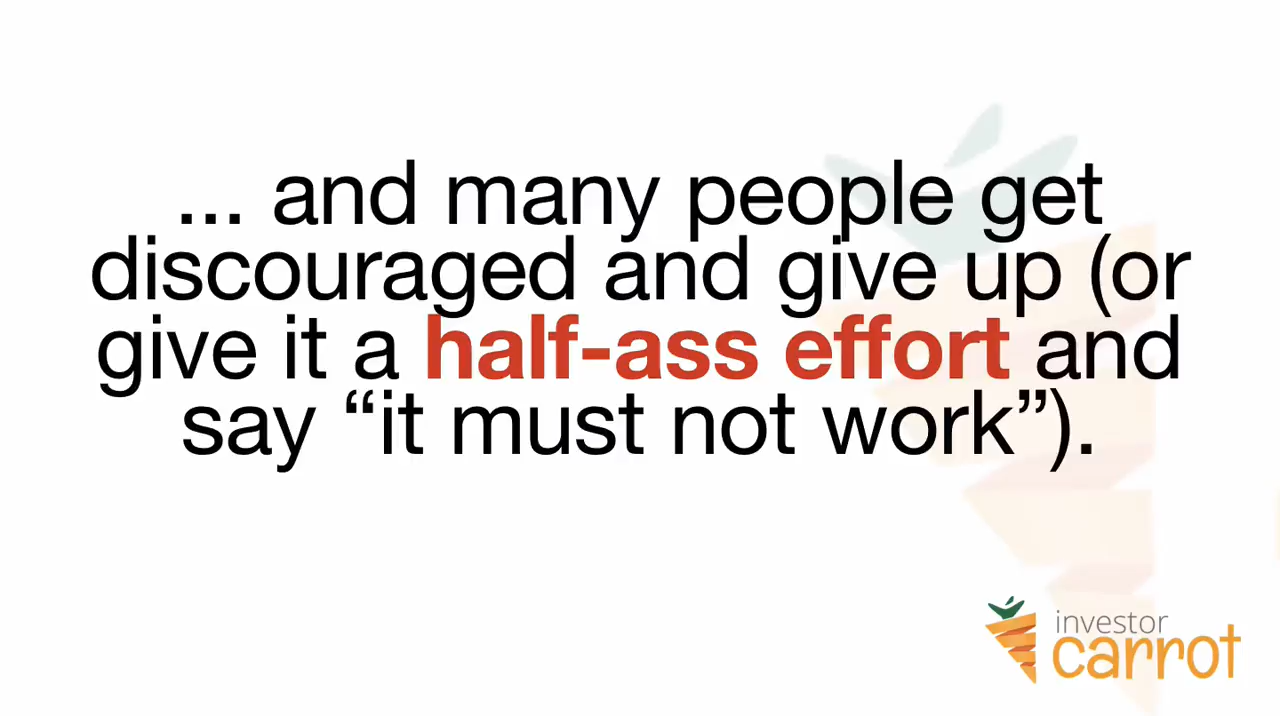 ... and many people get
discouraged and give up (or
give it a half-ass effort and
say “it must not work”).
investor
carrot